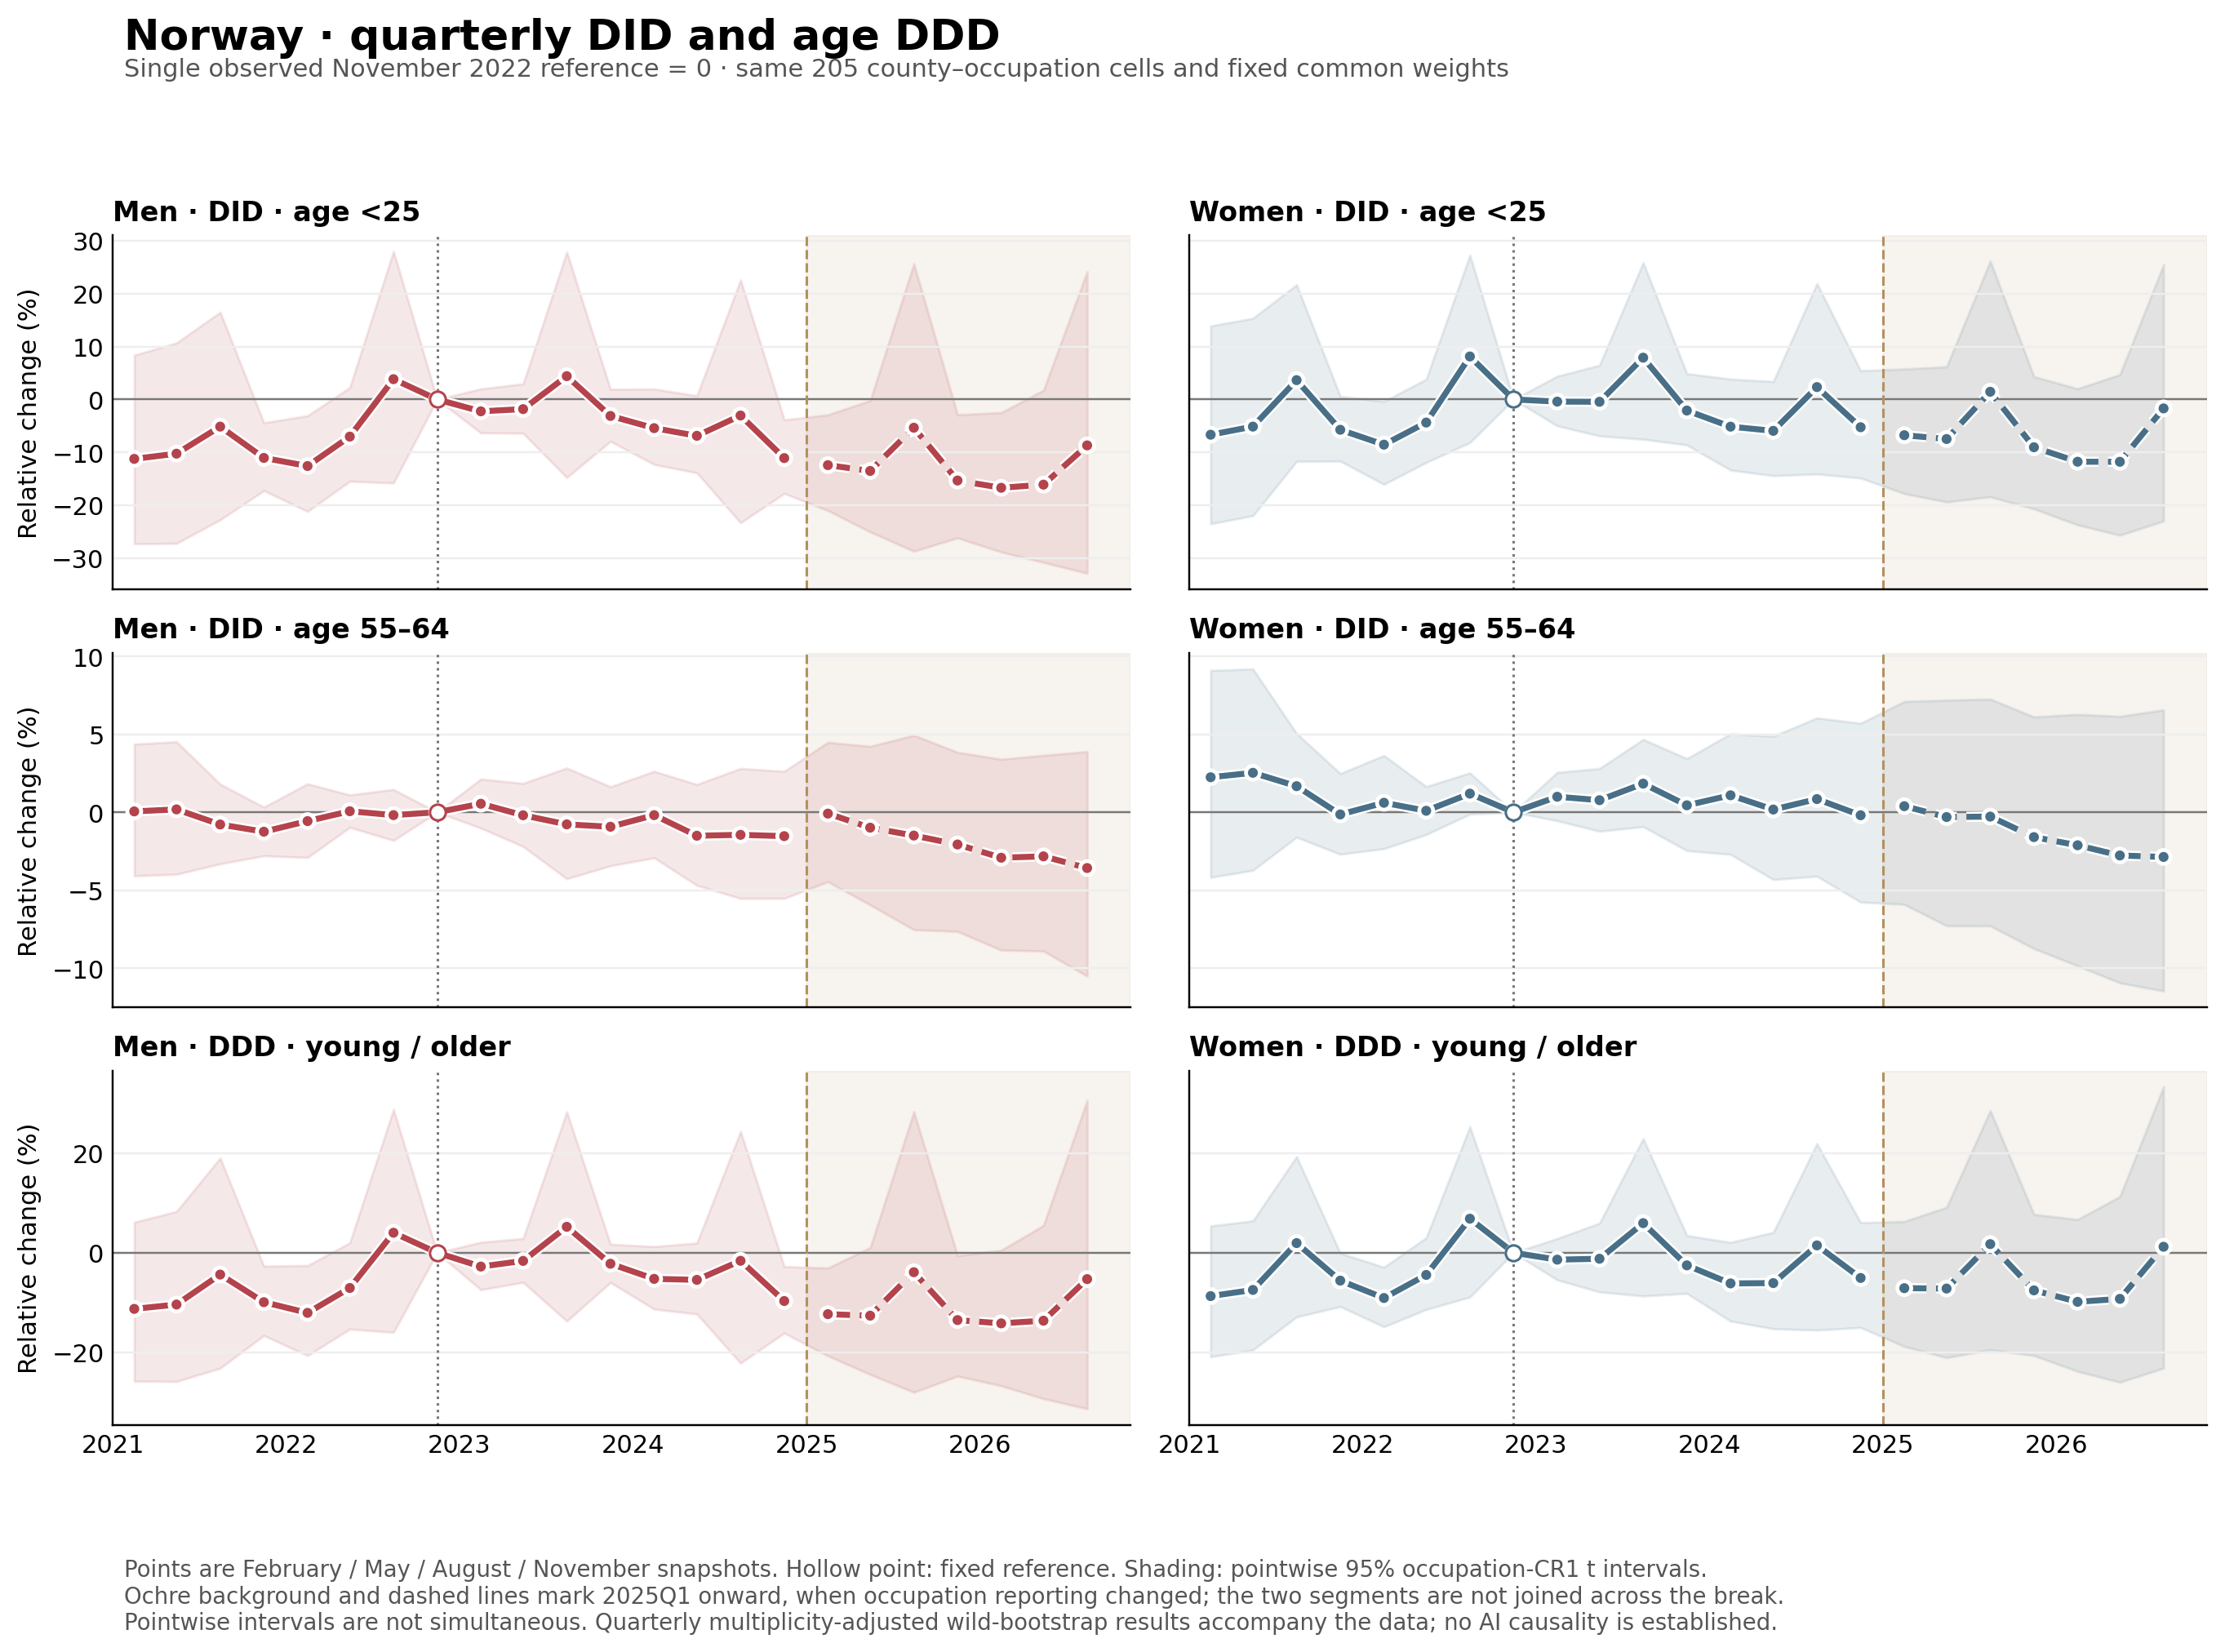 Norway · quarterly DID and age DDD
Single observed November 2022 reference = 0 · same 205 county–occupation cells and fixed common weights
Men · DID · age <25
Women · DID · age <25
Relative change (%)
30
20
10
0
−10
−20
−30
Men · DID · age 55–64
Women · DID · age 55–64
Relative change (%)
10
5
0
−5
−10
Men · DDD · young / older
Women · DDD · young / older
Relative change (%)
20
0
−20
2021 2022 2023 2024 2025 2026
2021 2022 2023 2024 2025 2026
Points are February / May / August / November snapshots. Hollow point: fixed reference. Shading: pointwise 95% occupation-CR1 t intervals.
Ochre background and dashed lines mark 2025Q1 onward, when occupation reporting changed; the two segments are not joined across the break.
Pointwise intervals are not simultaneous. Quarterly multiplicity-adjusted wild-bootstrap results accompany the data; no AI causality is established.